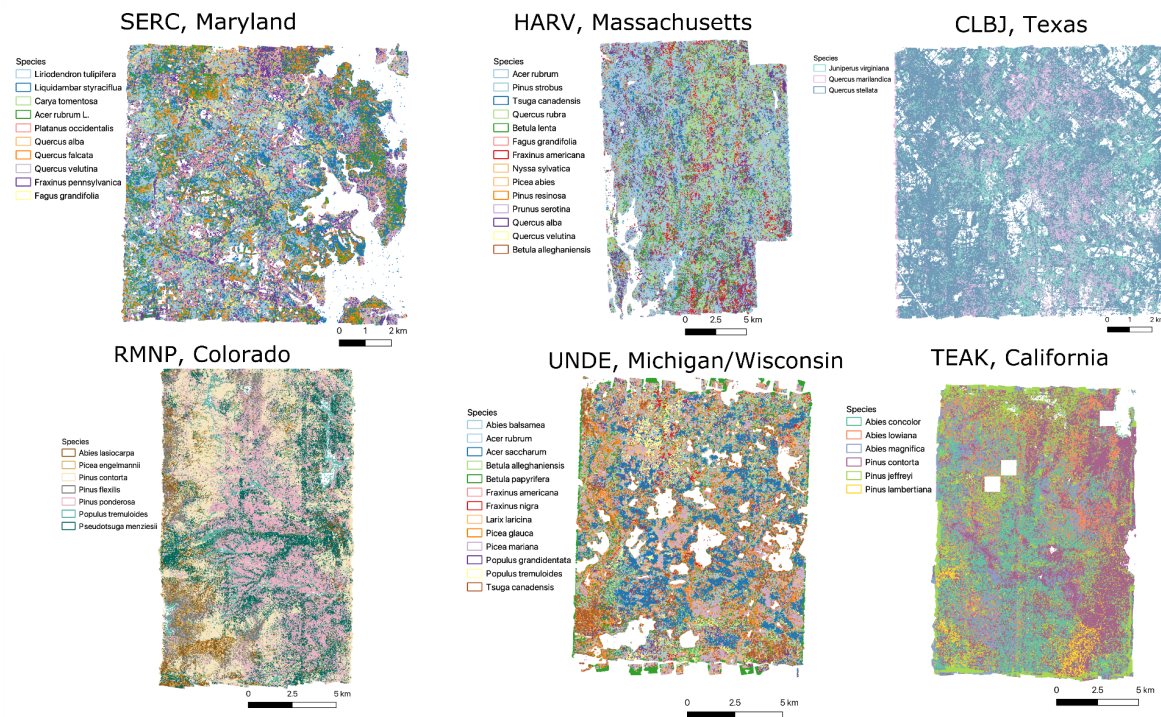 SERC, Maryland
Species
Liriodendron tulipifera
Liquidambar styraciflua
Carya tomentosa
Acer rubrum L.
Platanus occidentalis
Quercus alba
Quercus falcata
Quercus velutina
Fraxinus pennsylvanica
Fagus grandifolia
0 1 2 km
HARV, Massachusetts
Species
Acer rubrum
Pinus strobus
Tsuga canadensis
Quercus rubra
Betula lenta
Fagus grandifolia
Fraxinus americana
Nyssa sylvatica
Picea abies
Pinus resinosa
Prunus serotina
Quercus alba
Quercus velutina
Betula alleghaniensis
0 2.5 5 km
CLBJ, Texas
Species
Juniperus virginiana
Quercus marilandica
Quercus stellata
0 1 2 km
RMNP, Colorado
Species
Abies lasiocarpa
Picea engelmannii
Pinus contorta
Pinus flexilis
Pinus ponderosa
Populus tremuloides
Pseudotsuga menziesii
0 2.5 5 km
UNDE, Michigan/Wisconsin
Species
Abies balsamea
Acer rubrum
Acer saccharum
Betula alleghaniensis
Betula papyrifera
Fraxinus americana
Fraxinus nigra
Larix laricina
Picea glauca
Picea mariana
Populus grandidentata
Populus tremuloides
Tsuga canadensis
0 2.5 5 km
TEAK, California
Species
Abies concolor
Abies lowiana
Abies magnifica
Pinus contorta
Pinus jeffreyi
Pinus lambertiana
0 2.5 5 km